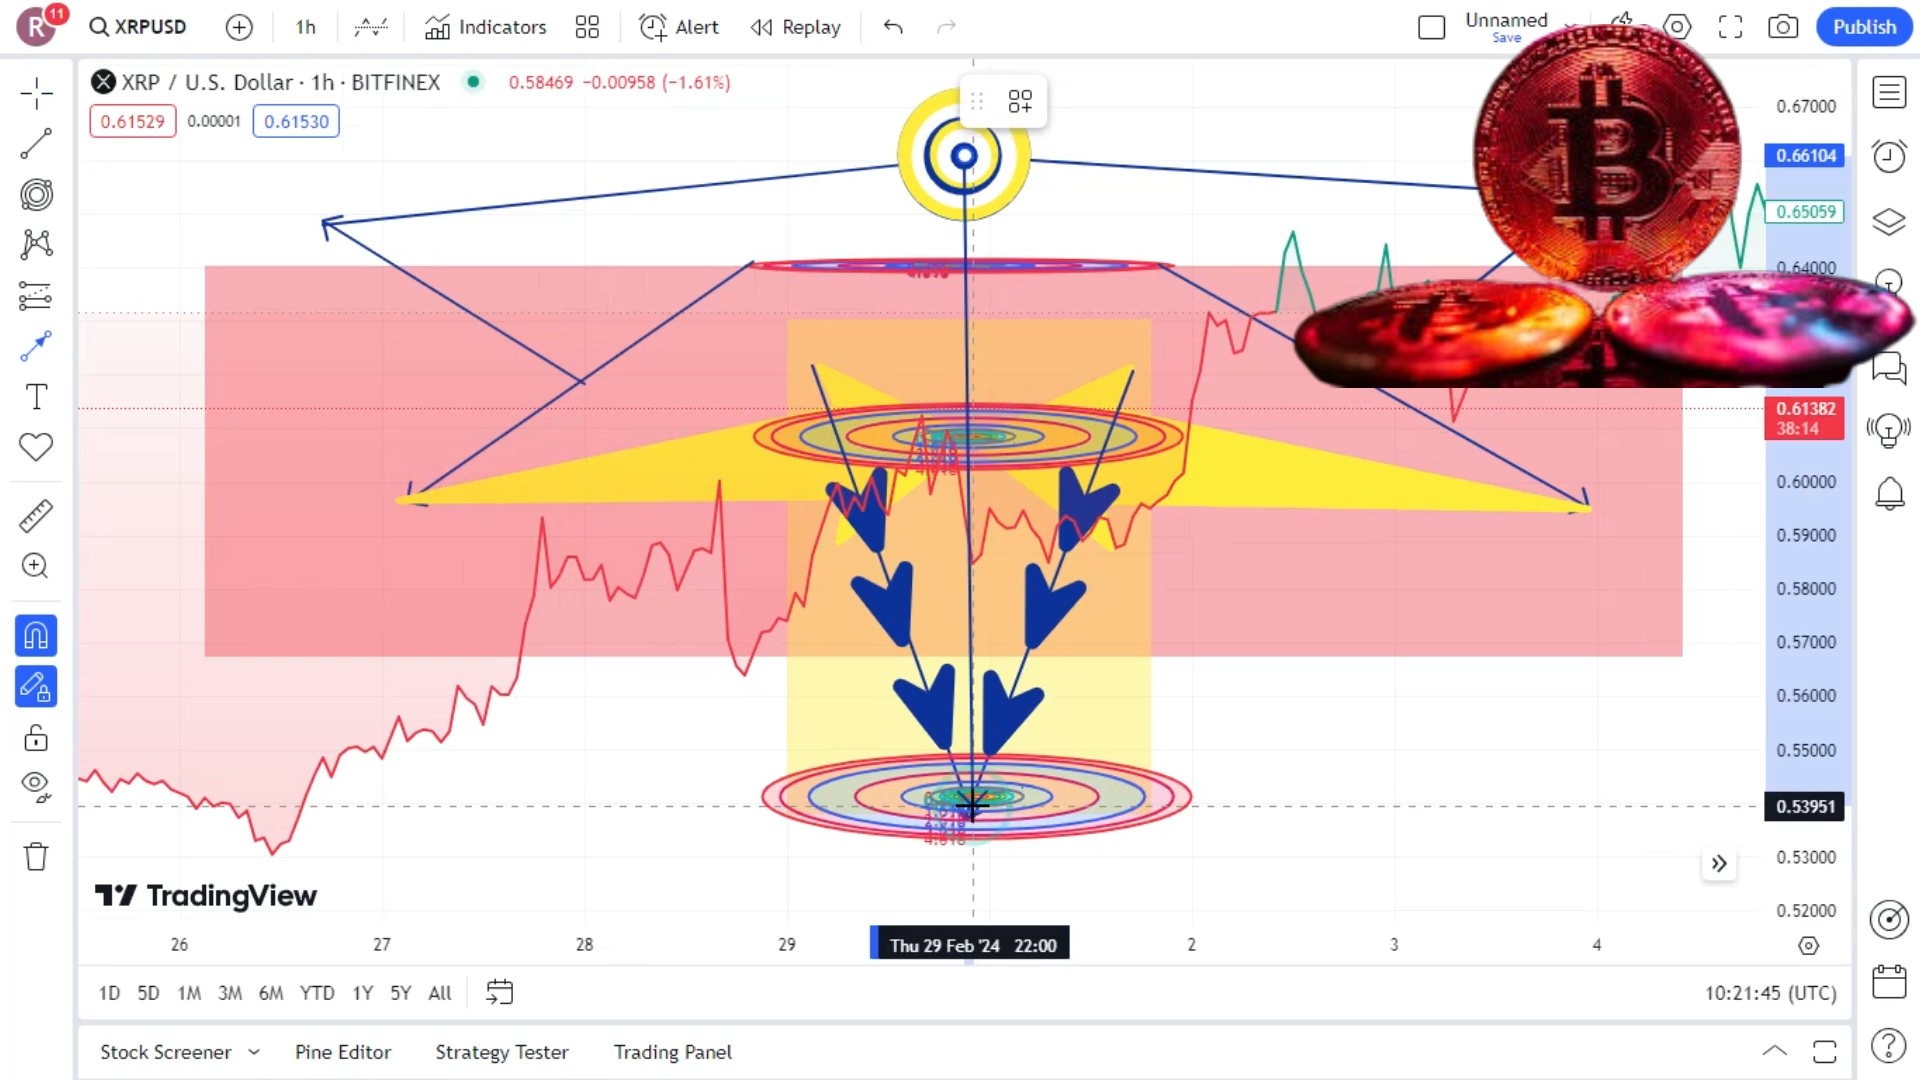 R 11 XRPUSD 1h Indicators Alert Replay Unnamed Save Publish
XRP / U.S. Dollar · 1h · BITFINEX 0.58469 −0.00958 (−1.61%)
0.61529 0.00001 0.61530
0.67000
0.66104
0.65059
0.64000
0.61382
38:14
0.60000
0.59000
0.58000
0.57000
0.56000
0.55000
0.53951
0.53000
0.52000
4.618
TradingView
26 27 28 29 Thu 29 Feb '24 22:00 2 3 4
1D 5D 1M 3M 6M YTD 1Y 5Y All 10:21:45 (UTC)
Stock Screener Pine Editor Strategy Tester Trading Panel